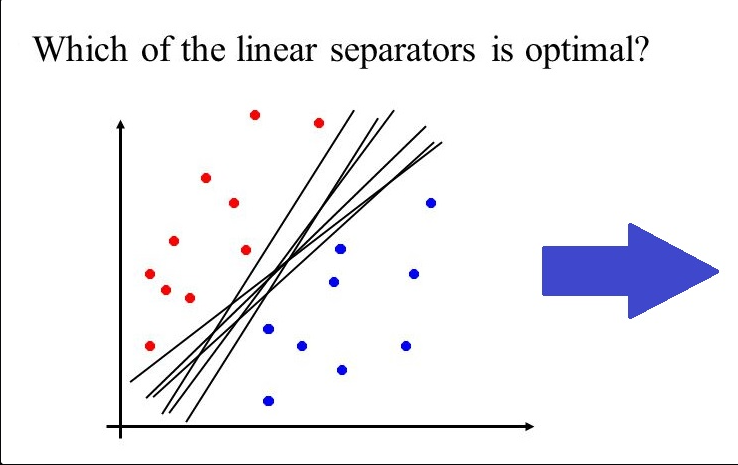 Which of the linear separators is optimal?